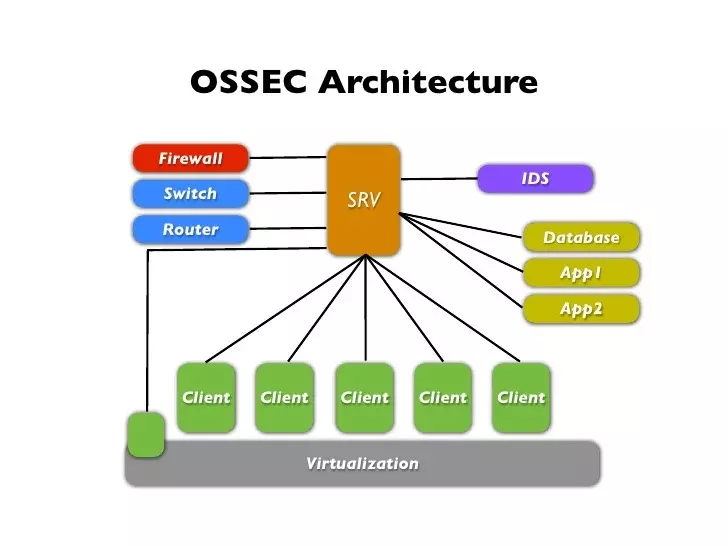 OSSEC Architecture
Firewall
Switch
Router
SRV
IDS
Database
App1
App2
Client
Client
Client
Client
Client
Virtualization